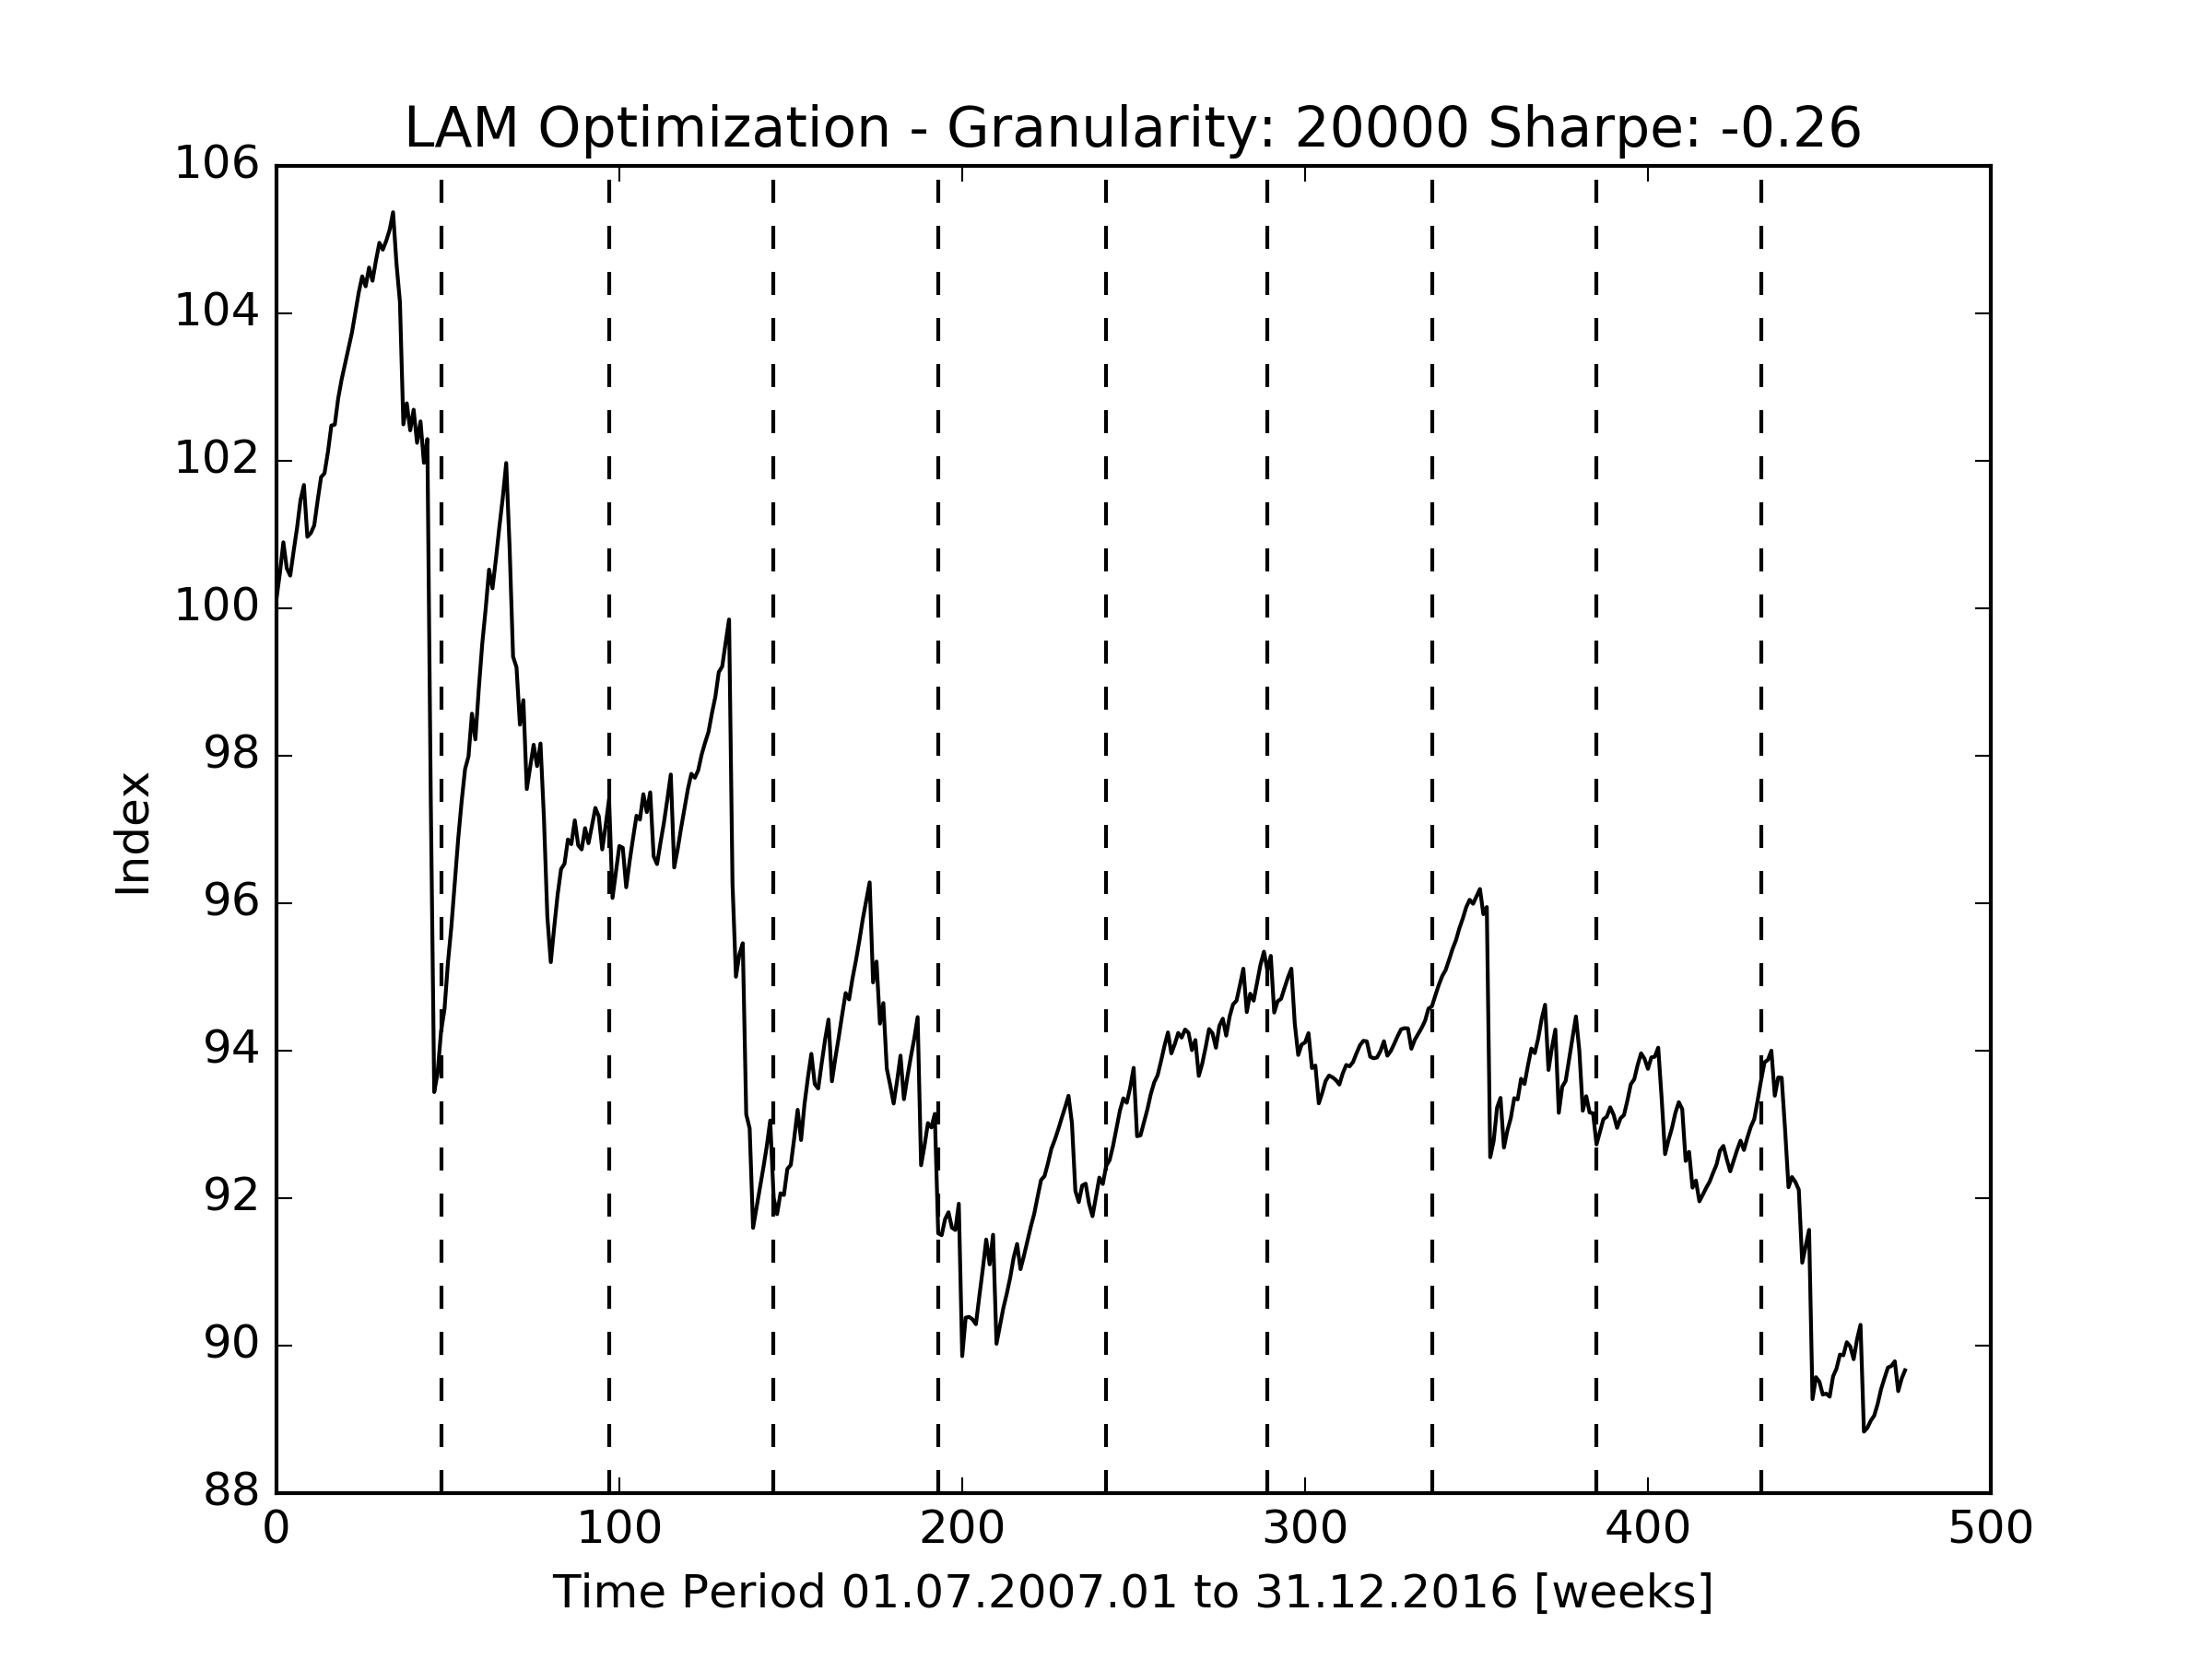 LAM Optimization - Granularity: 20000 Sharpe: -0.26
106
104
102
100
98
96
94
92
90
88
Index
0 100 200 300 400 500
Time Period 01.07.2007.01 to 31.12.2016 [weeks]